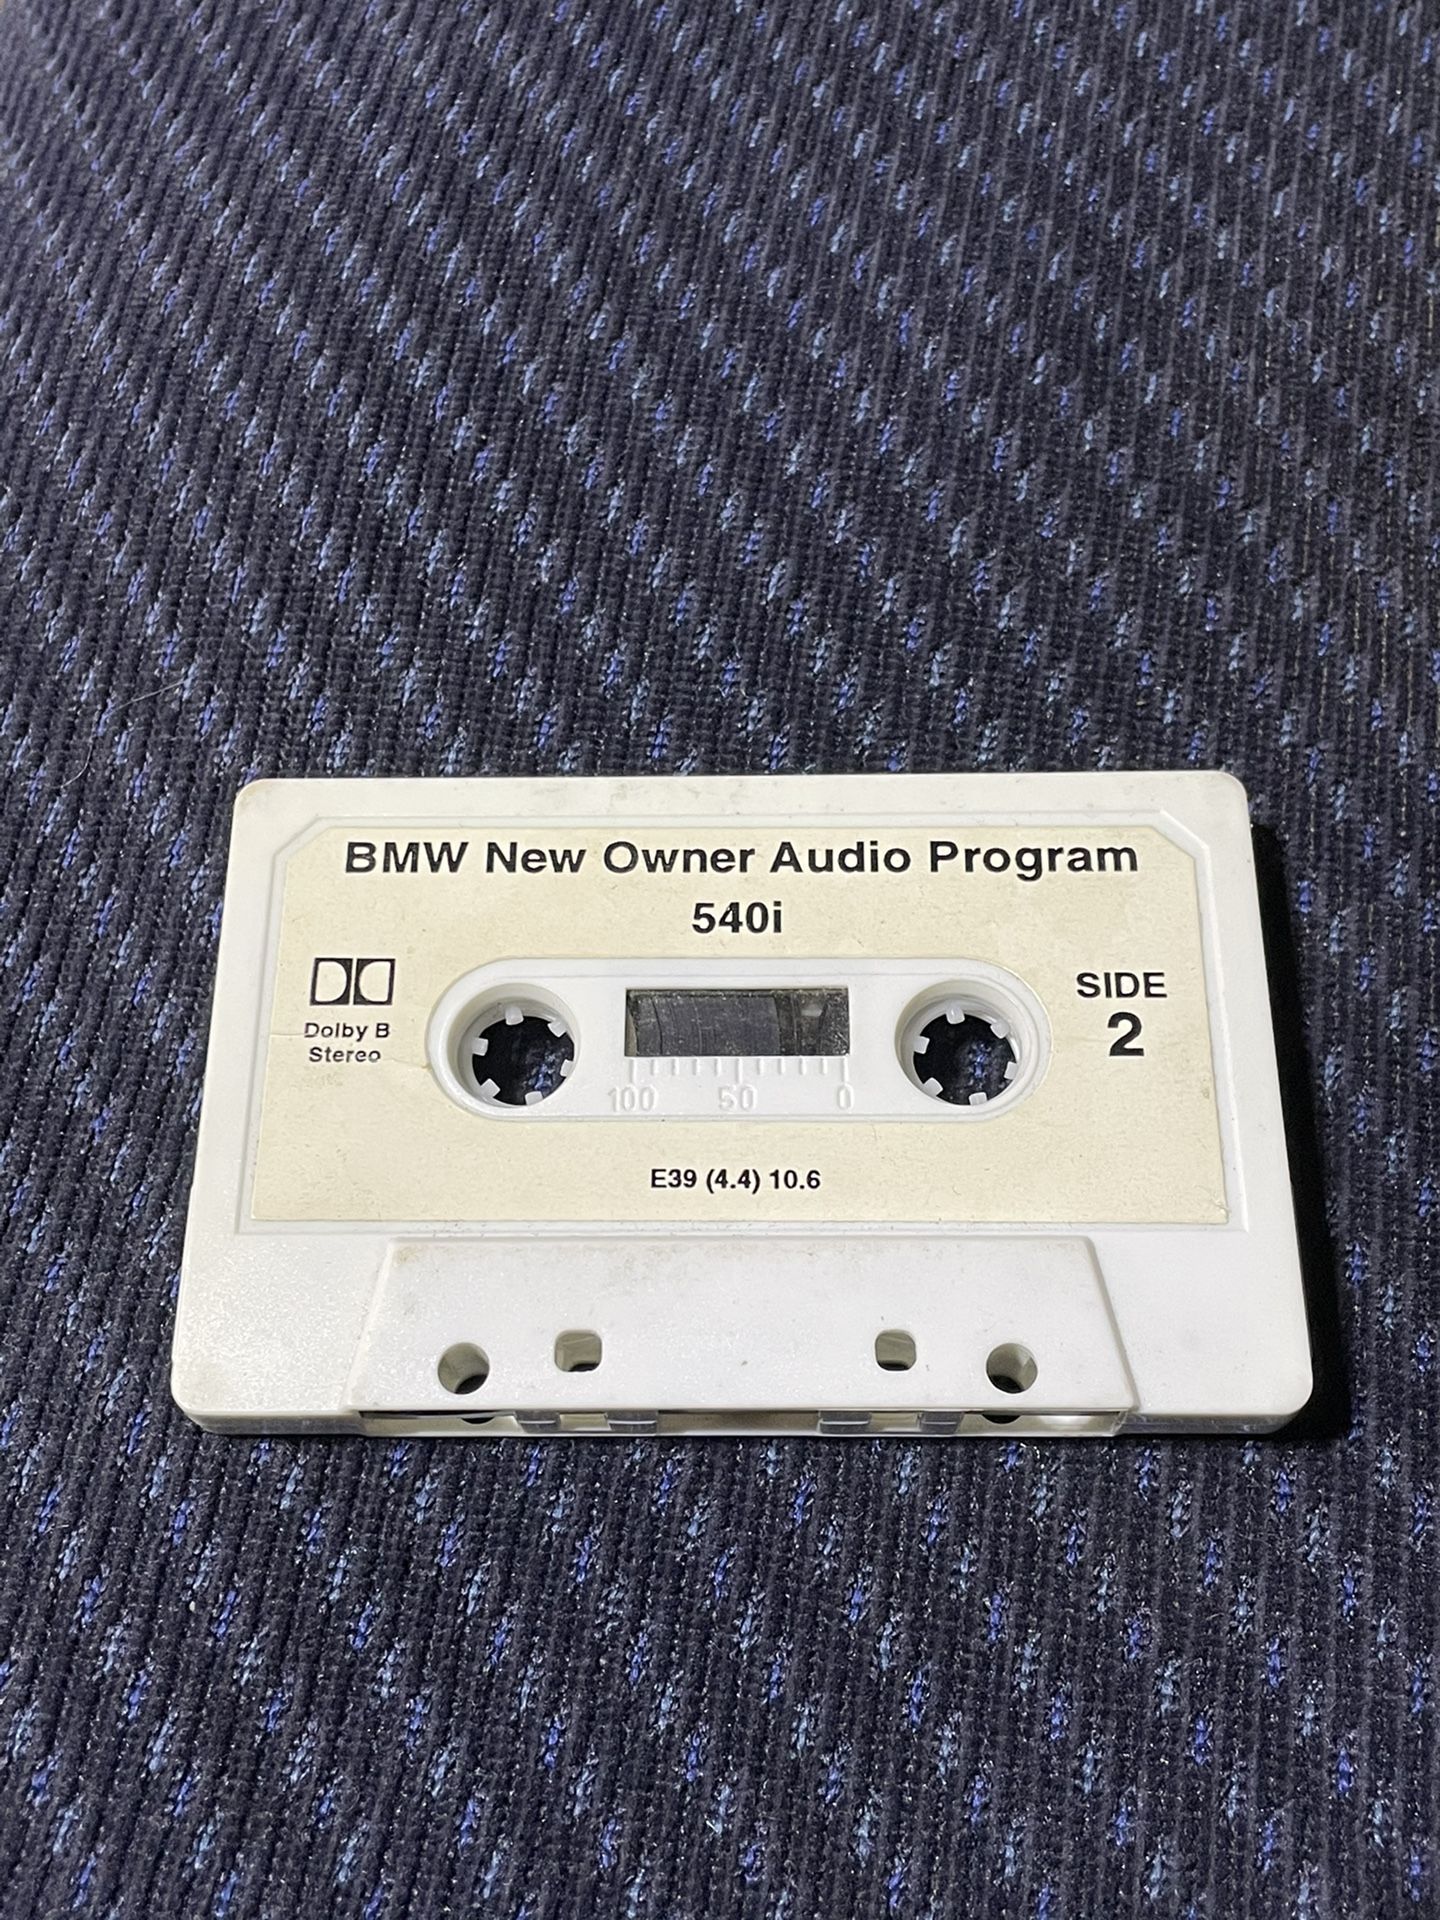 BMW New Owner Audio Program
540i
Dolby B
Stereo
SIDE
2
100 50 0
E39 (4.4) 10.6